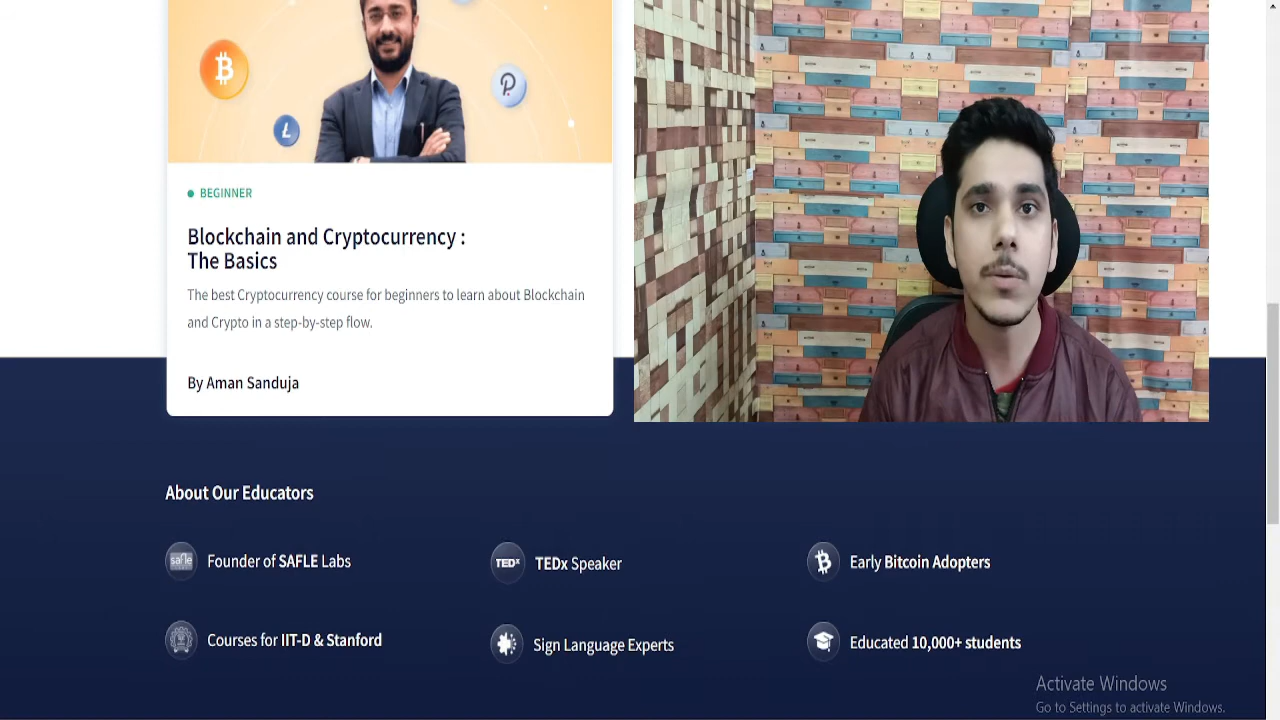 BEGINNER
Blockchain and Cryptocurrency :
The Basics
The best Cryptocurrency course for beginners to learn about Blockchain
and Crypto in a step-by-step flow.
By Aman Sanduja
About Our Educators
safle Founder of SAFLE Labs
TEDx TEDx Speaker
Early Bitcoin Adopters
Courses for IIT-D & Stanford
Sign Language Experts
Educated 10,000+ students
Activate Windows
Go to Settings to activate Windows.